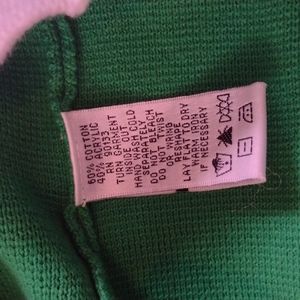 60% COTTON
40% ACRYLIC
RN 90133
TURN GARMENT
INSIDE OUT
HAND WASH COLD
SEPARATELY
DO NOT BLEACH
DO NOT TWIST
OR WRING
RESHAPE
LAY FLAT TO DRY
WARM IRON
IF NECESSARY